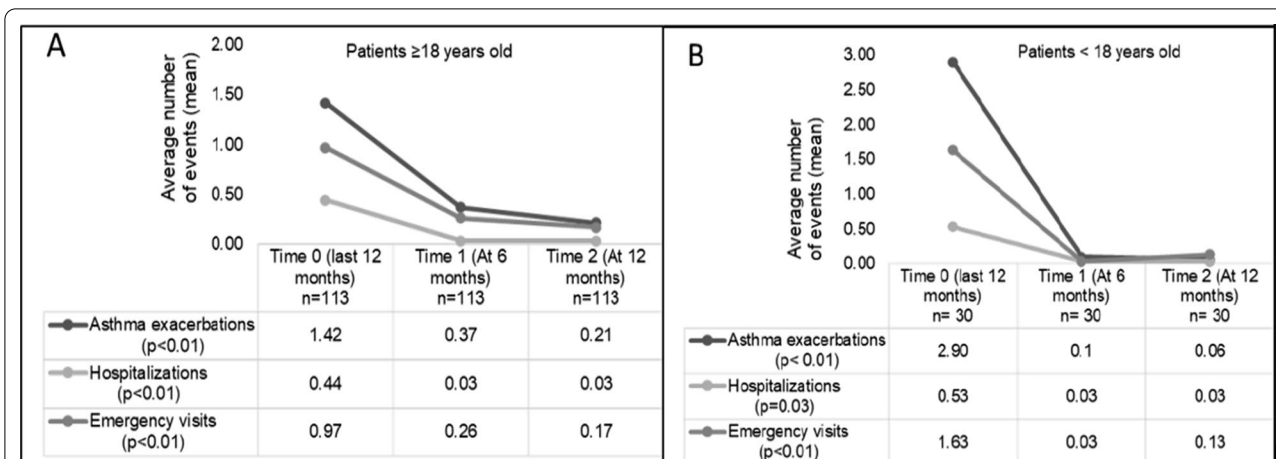 A
Patients ≥18 years old
Average number
of events (mean)
2.00
1.50
1.00
0.50
0.00
Time 0 (last 12
months)
n=113
Time 1 (At 6
months)
n=113
Time 2 (At 12
months)
n=113
Asthma exacerbations
(p<0.01)
1.42
0.37
0.21
Hospitalizations
(p<0.01)
0.44
0.03
0.03
Emergency visits
(p<0.01)
0.97
0.26
0.17
B
Patients < 18 years old
Average number
of events (mean)
3.00
2.50
2.00
1.50
1.00
0.50
0.00
Time 0 (last 12
months)
n= 30
Time 1 (At 6
months)
n= 30
Time 2 (At 12
months)
n= 30
Asthma exacerbations
(p< 0.01)
2.90
0.1
0.06
Hospitalizations
(p=0.03)
0.53
0.03
0.03
Emergency visits
(p<0.01)
1.63
0.03
0.13